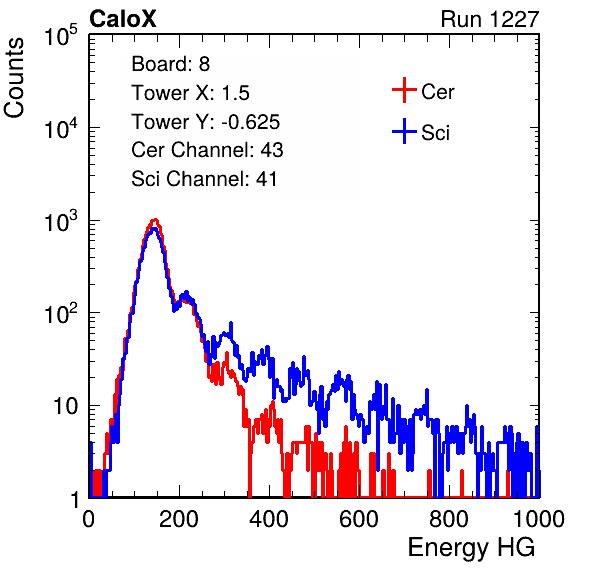 CaloX Run 1227
Counts
Board: 8
Tower X: 1.5
Tower Y: -0.625
Cer Channel: 43
Sci Channel: 41
Cer
Sci
10^5
10^4
10^3
10^2
10
1
0 200 400 600 800 1000
Energy HG